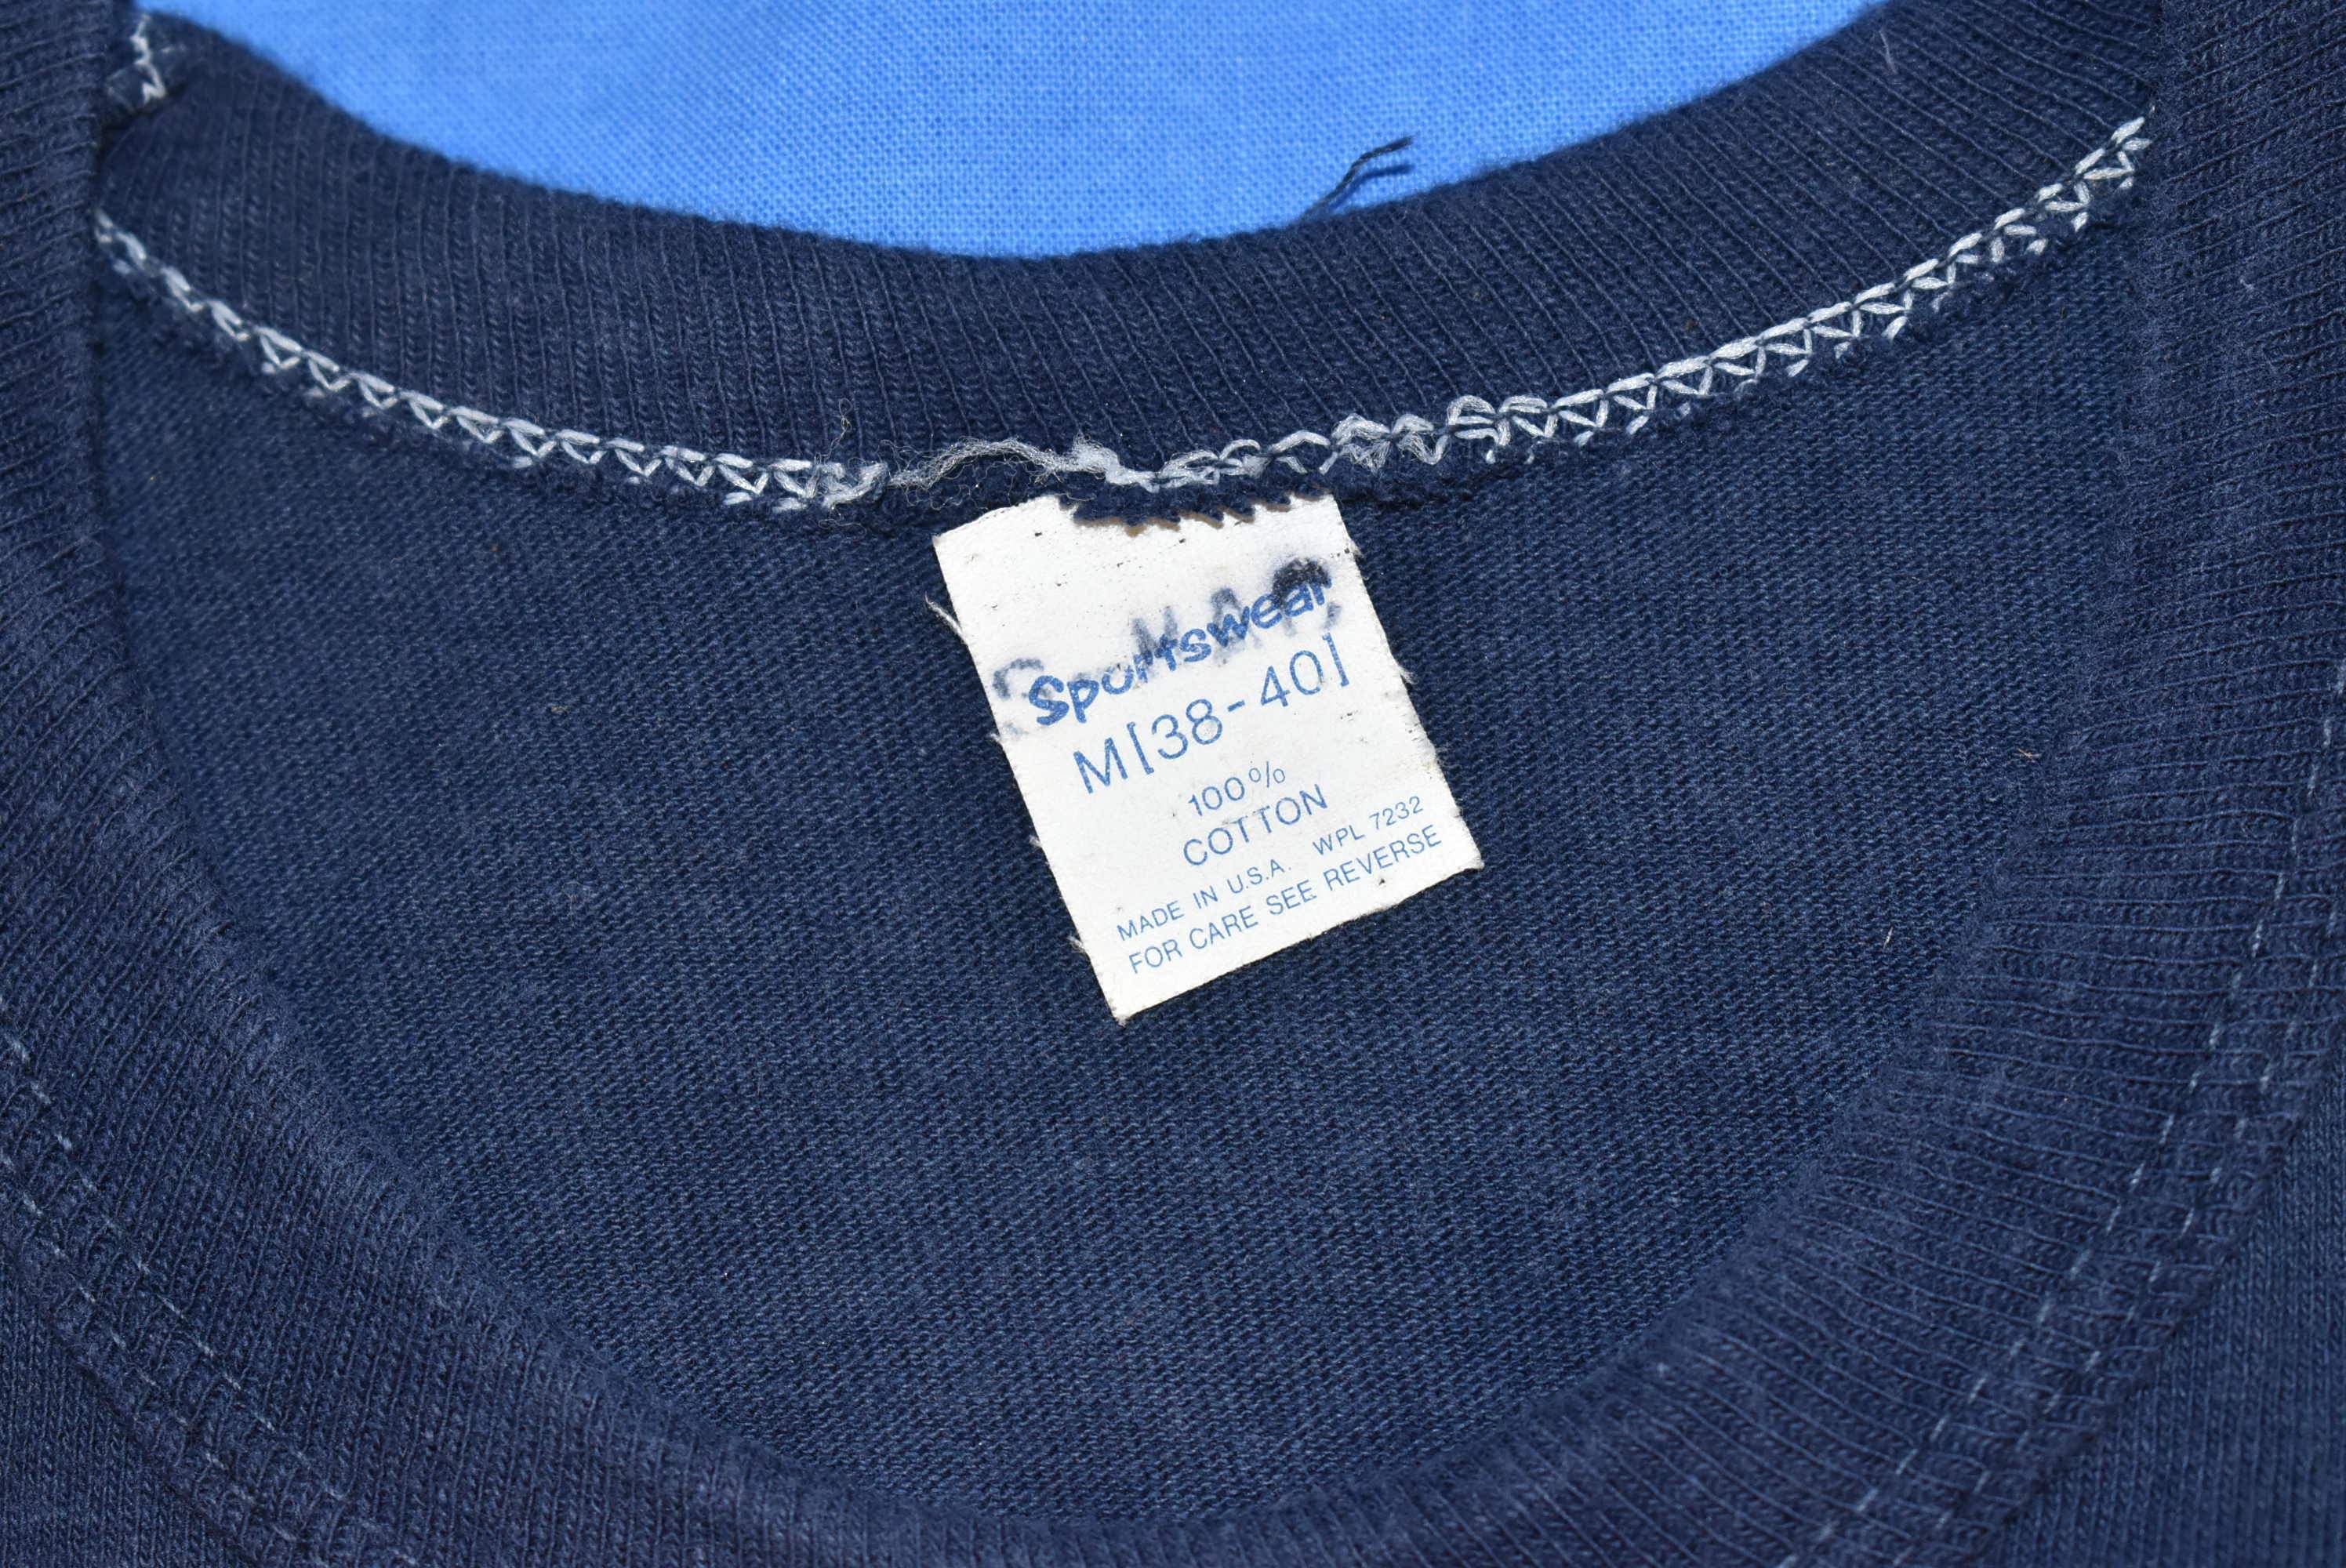 Sportswear
M[38-40]
100%
COTTON
MADE IN U.S.A. WPL 7232
FOR CARE SEE REVERSE